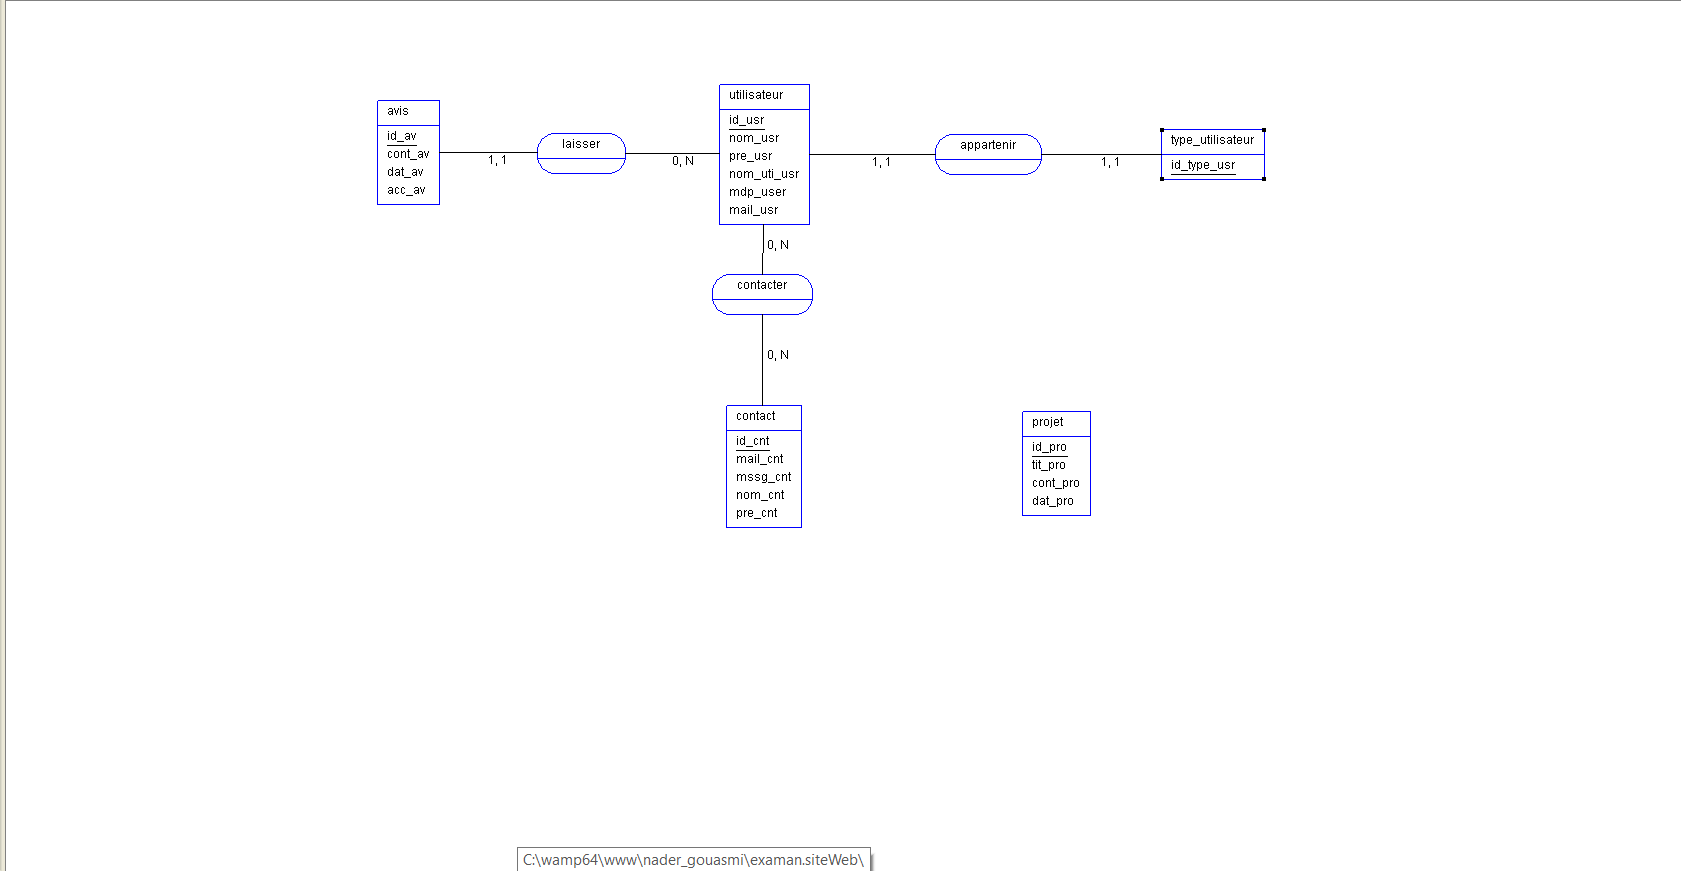 avis
id_av
cont_av
dat_av
acc_av
1, 1
laisser
0, N
utilisateur
id_usr
nom_usr
pre_usr
nom_uti_usr
mdp_user
mail_usr
1, 1
appartenir
1, 1
type_utilisateur
id_type_usr
0, N
contacter
0, N
contact
id_cnt
mail_cnt
mssg_cnt
nom_cnt
pre_cnt
projet
id_pro
tit_pro
cont_pro
dat_pro
C:\wamp64\www\nader_gouasmi\examan.siteWeb\